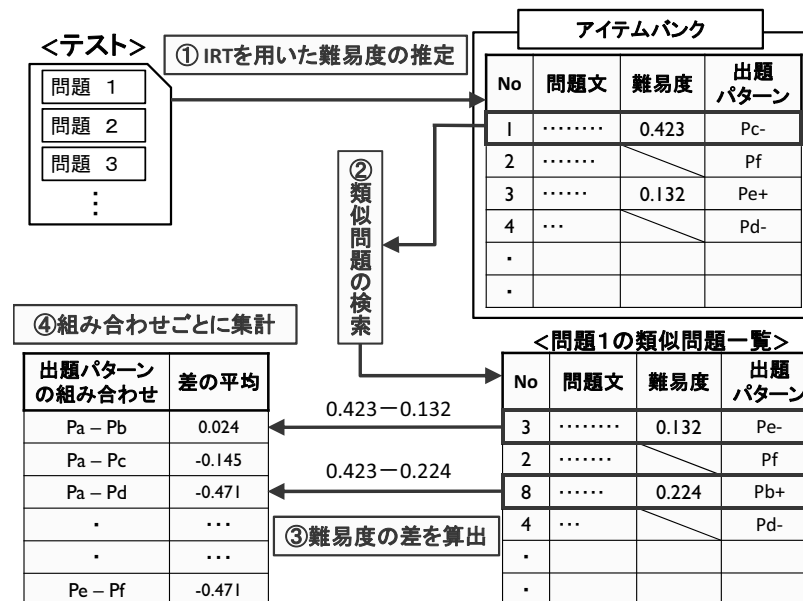 <テスト>
問題 1
問題 2
問題 3
⋮
①IRTを用いた難易度の推定
アイテムバンク
No 問題文 難易度 出題パターン
1 ‥‥‥‥ 0.423 Pc-
2 ‥‥‥· Pf
3 ‥‥‥ 0.132 Pe+
4 … Pd-
・
・
②類似問題の検索
④組み合わせごとに集計
出題パターンの組み合わせ 差の平均
Pa – Pb 0.024
Pa – Pc -0.145
Pa – Pd -0.471
・ …
・ …
Pe – Pf -0.471
0.423－0.132
0.423－0.224
③難易度の差を算出
<問題1の類似問題一覧>
No 問題文 難易度 出題パターン
3 ‥‥‥‥ 0.132 Pe-
2 ‥‥‥· Pf
8 ‥‥‥ 0.224 Pb+
4 … Pd-
・
・